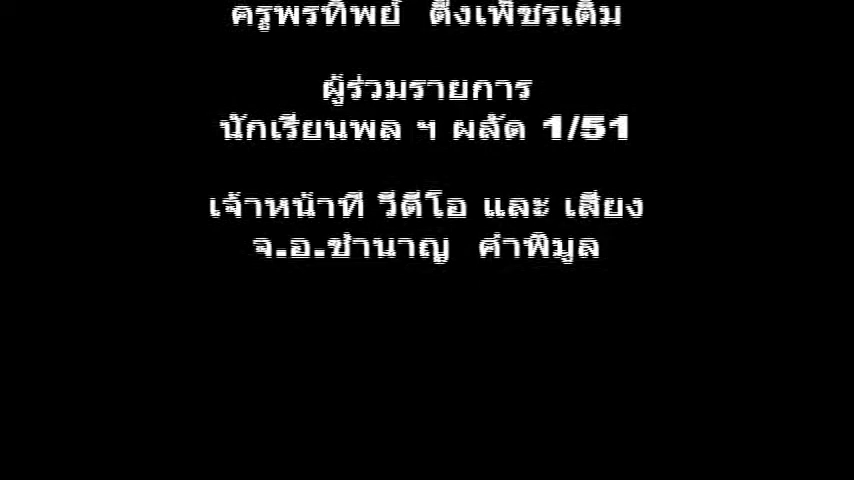 ครูพรทิพย์ ติ่งเพ็ชรเติม
ผู้ร่วมรายการ
นักเรียนพล ฯ ผลัด 1/51
เจ้าหน้าที่ วีดีโอ และ เสียง
จ.อ.ชำนาญ คำพิมูล